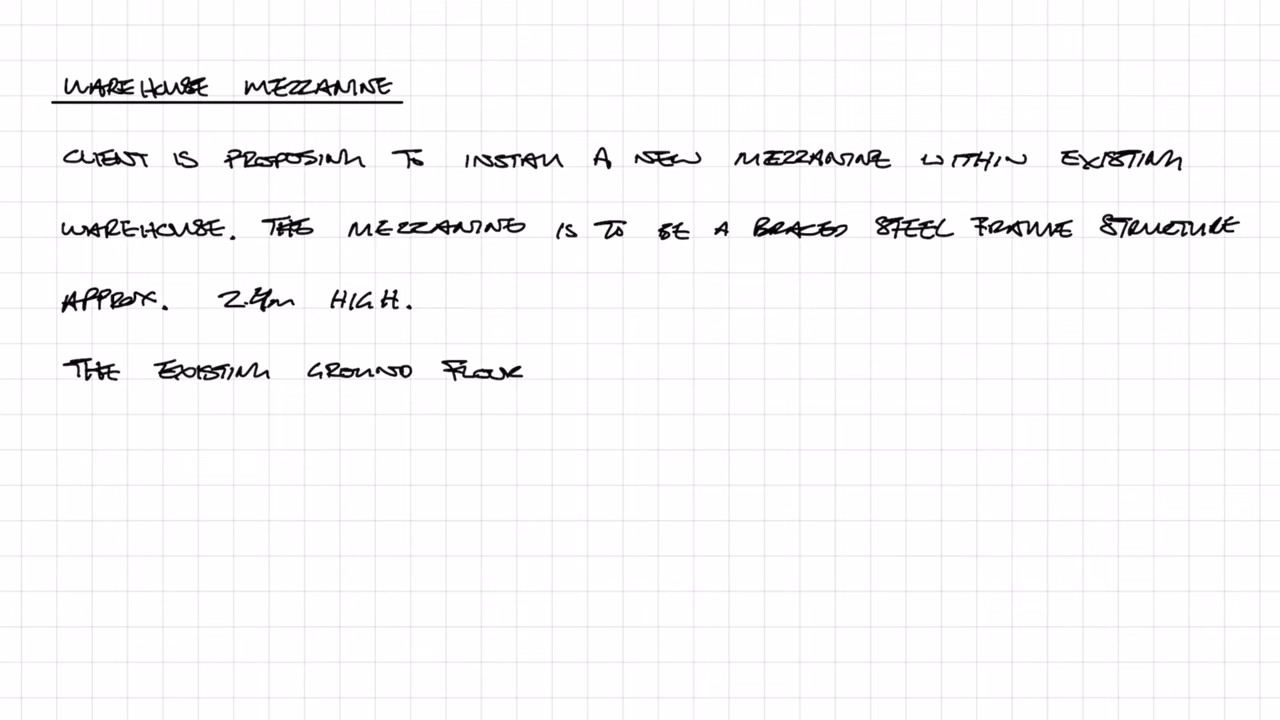 WAREHOUSE MEZZANINE
CLIENT IS PROPOSING TO INSTALL A NEW MEZZANINE WITHIN EXISTING
WAREHOUSE. THE MEZZANINE IS TO BE A BRACED STEEL FRAME STRUCTURE
APPROX. 2.4m HIGH.
THE EXISTING GROUND FLOOR